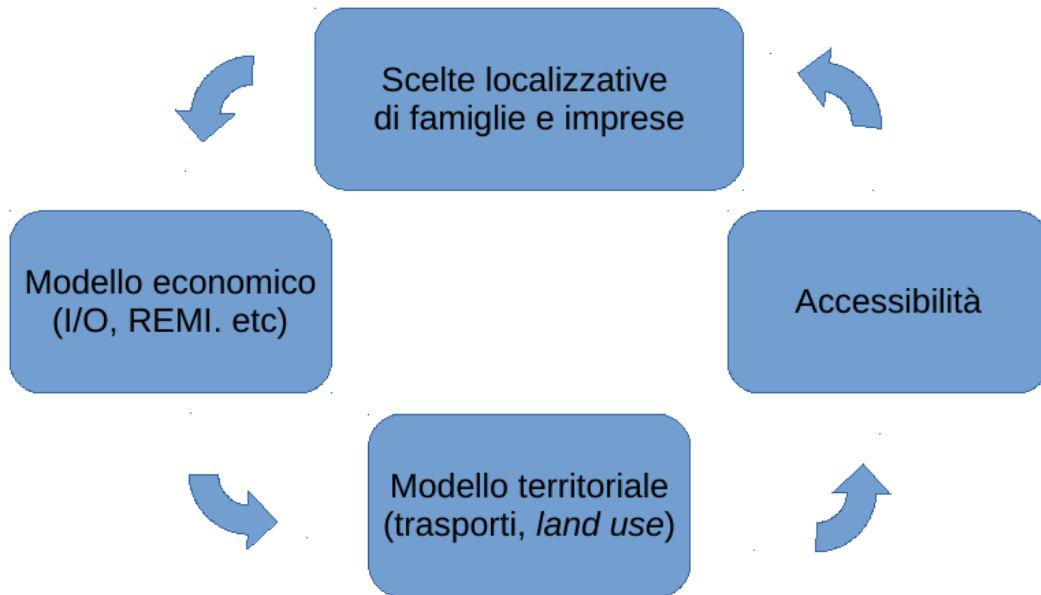 Scelte localizzative
di famiglie e imprese
Modello economico
(I/O, REMI. etc)
Accessibilità
Modello territoriale
(trasporti, land use)